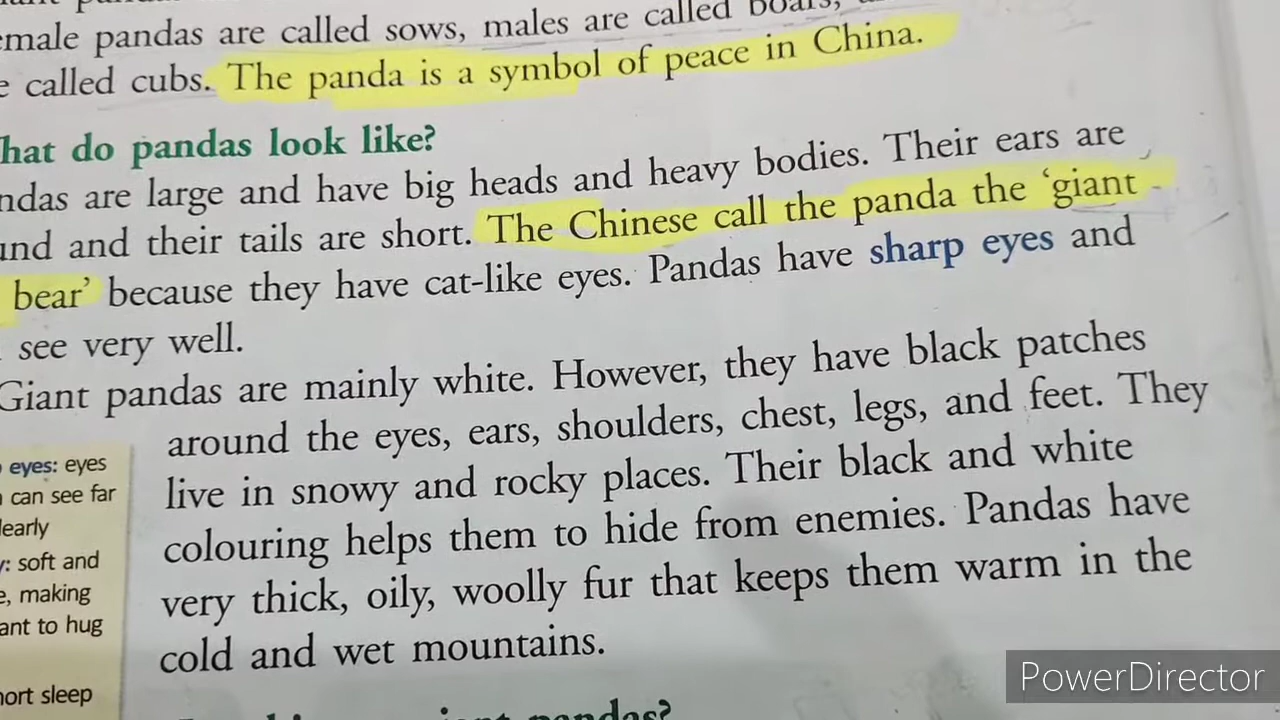 male pandas are called sows, males are called boars,
called cubs. The panda is a symbol of peace in China.
hat do pandas look like?
ndas are large and have big heads and heavy bodies. Their ears are
und and their tails are short. The Chinese call the panda the ‘giant
bear’ because they have cat-like eyes. Pandas have sharp eyes and
see very well.
Giant pandas are mainly white. However, they have black patches
around the eyes, ears, shoulders, chest, legs, and feet. They
live in snowy and rocky places. Their black and white
colouring helps them to hide from enemies. Pandas have
very thick, oily, woolly fur that keeps them warm in the
cold and wet mountains.
eyes: eyes
can see far
learly
: soft and
e, making
ant to hug
hort sleep
pandas?
PowerDirector